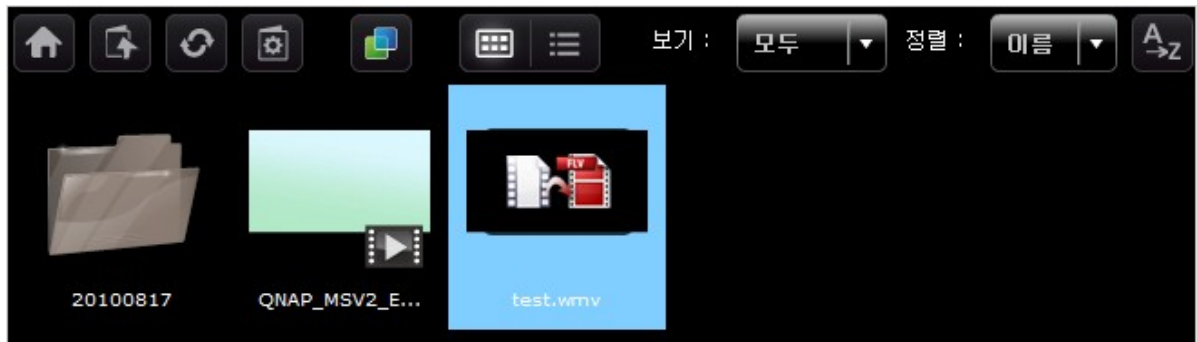 보기 : 모두 정렬 : 이름 A→Z
FLV
20100817 QNAP_MSV2_E... test.wmv